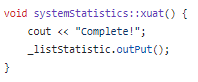 void systemStatistics::xuat() {
    cout << "Complete!";
    _listStatistic.outPut();
}